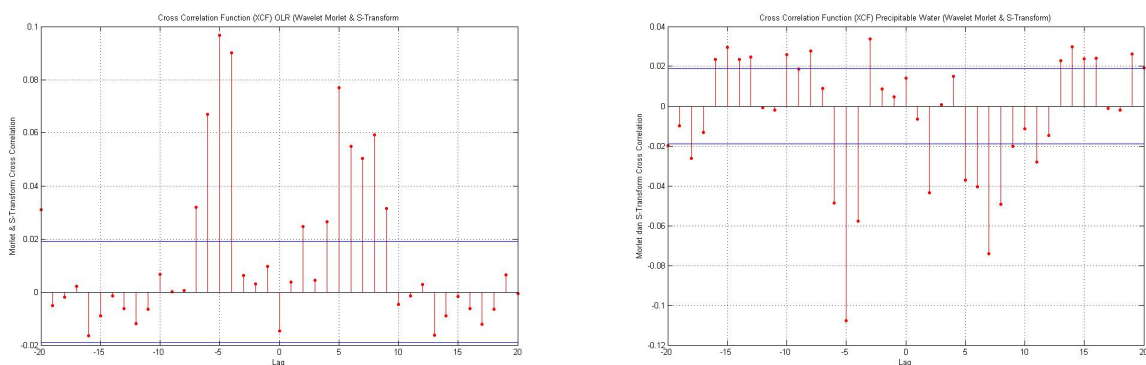 Cross Correlation Function (XCF) OLR (Wavelet Morlet & S-Transform
Morlet & S-Transform Cross Correlation
0.1
0.08
0.06
0.04
0.02
0
-0.02
-20 -15 -10 -5 0 5 10 15 20
Lag
Cross Correlation Function (XCF) Precipitable Water (Wavelet Morlet & S-Transform)
Morlet dan S-Transform Cross Correlation
0.04
0.02
0
-0.02
-0.04
-0.06
-0.08
-0.1
-0.12
-20 -15 -10 -5 0 5 10 15 20
Lag